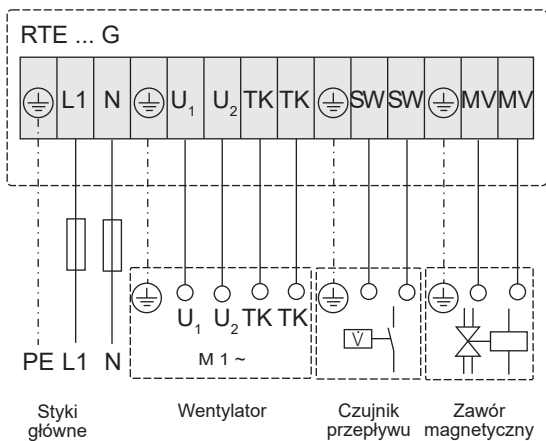 RTE ... G
L1 N U1 U2 TK TK SW SW MV MV
U1 U2 TK TK
V̇
M 1 ~
PE L1 N
Styki
główne
Wentylator
Czujnik
przepływu
Zawór
magnetyczny